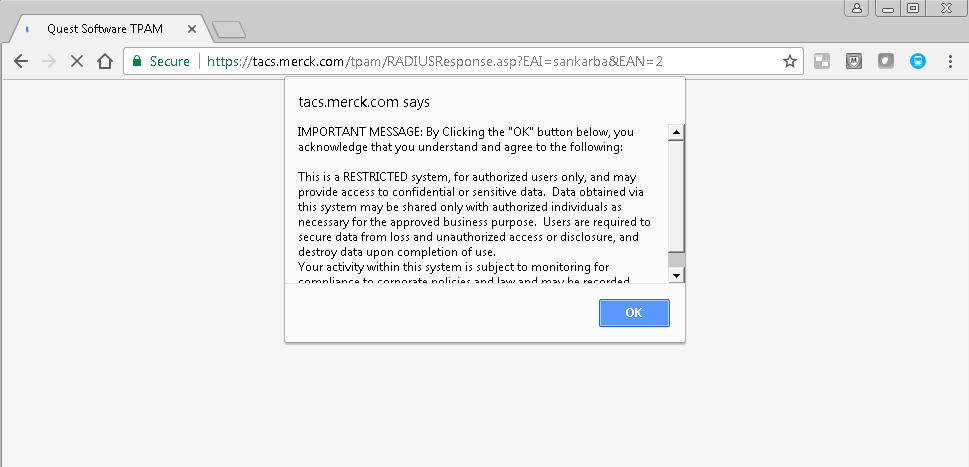 Quest Software TPAM
Secure
https://tacs.merck.com/tpam/RADIUSResponse.asp?EAI=sankarba&EAN=2
tacs.merck.com says
IMPORTANT MESSAGE: By Clicking the "OK" button below, you
acknowledge that you understand and agree to the following:
This is a RESTRICTED system, for authorized users only, and may
provide access to confidential or sensitive data.  Data obtained via
this system may be shared only with authorized individuals as
necessary for the approved business purpose.  Users are required to
secure data from loss and unauthorized access or disclosure, and
destroy data upon completion of use.
Your activity within this system is subject to monitoring for
compliance to corporate policies and law and may be recorded
OK